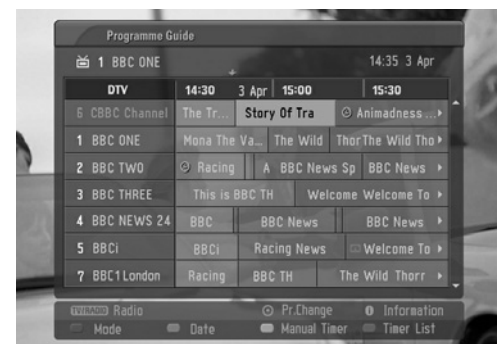 Programme Guide
1 BBC ONE 14:35 3 Apr
DTV 14:30 3 Apr 15:00 15:30
6 CBBC Channel The Tr... Story Of Tra Animadness ...
1 BBC ONE Mona The Va... The Wild ThorThe Wild Tho
2 BBC TWO Racing A BBC News Sp BBC News
3 BBC THREE This is BBC TH Welcome Welcome To
4 BBC NEWS 24 BBC BBC News BBC News
5 BBCi BBCi Racing News Welcome To
7 BBC1 London Racing BBC TH The Wild Thorr
TV/RADIO Radio Pr.Change Information
Mode Date Manual Timer Timer List